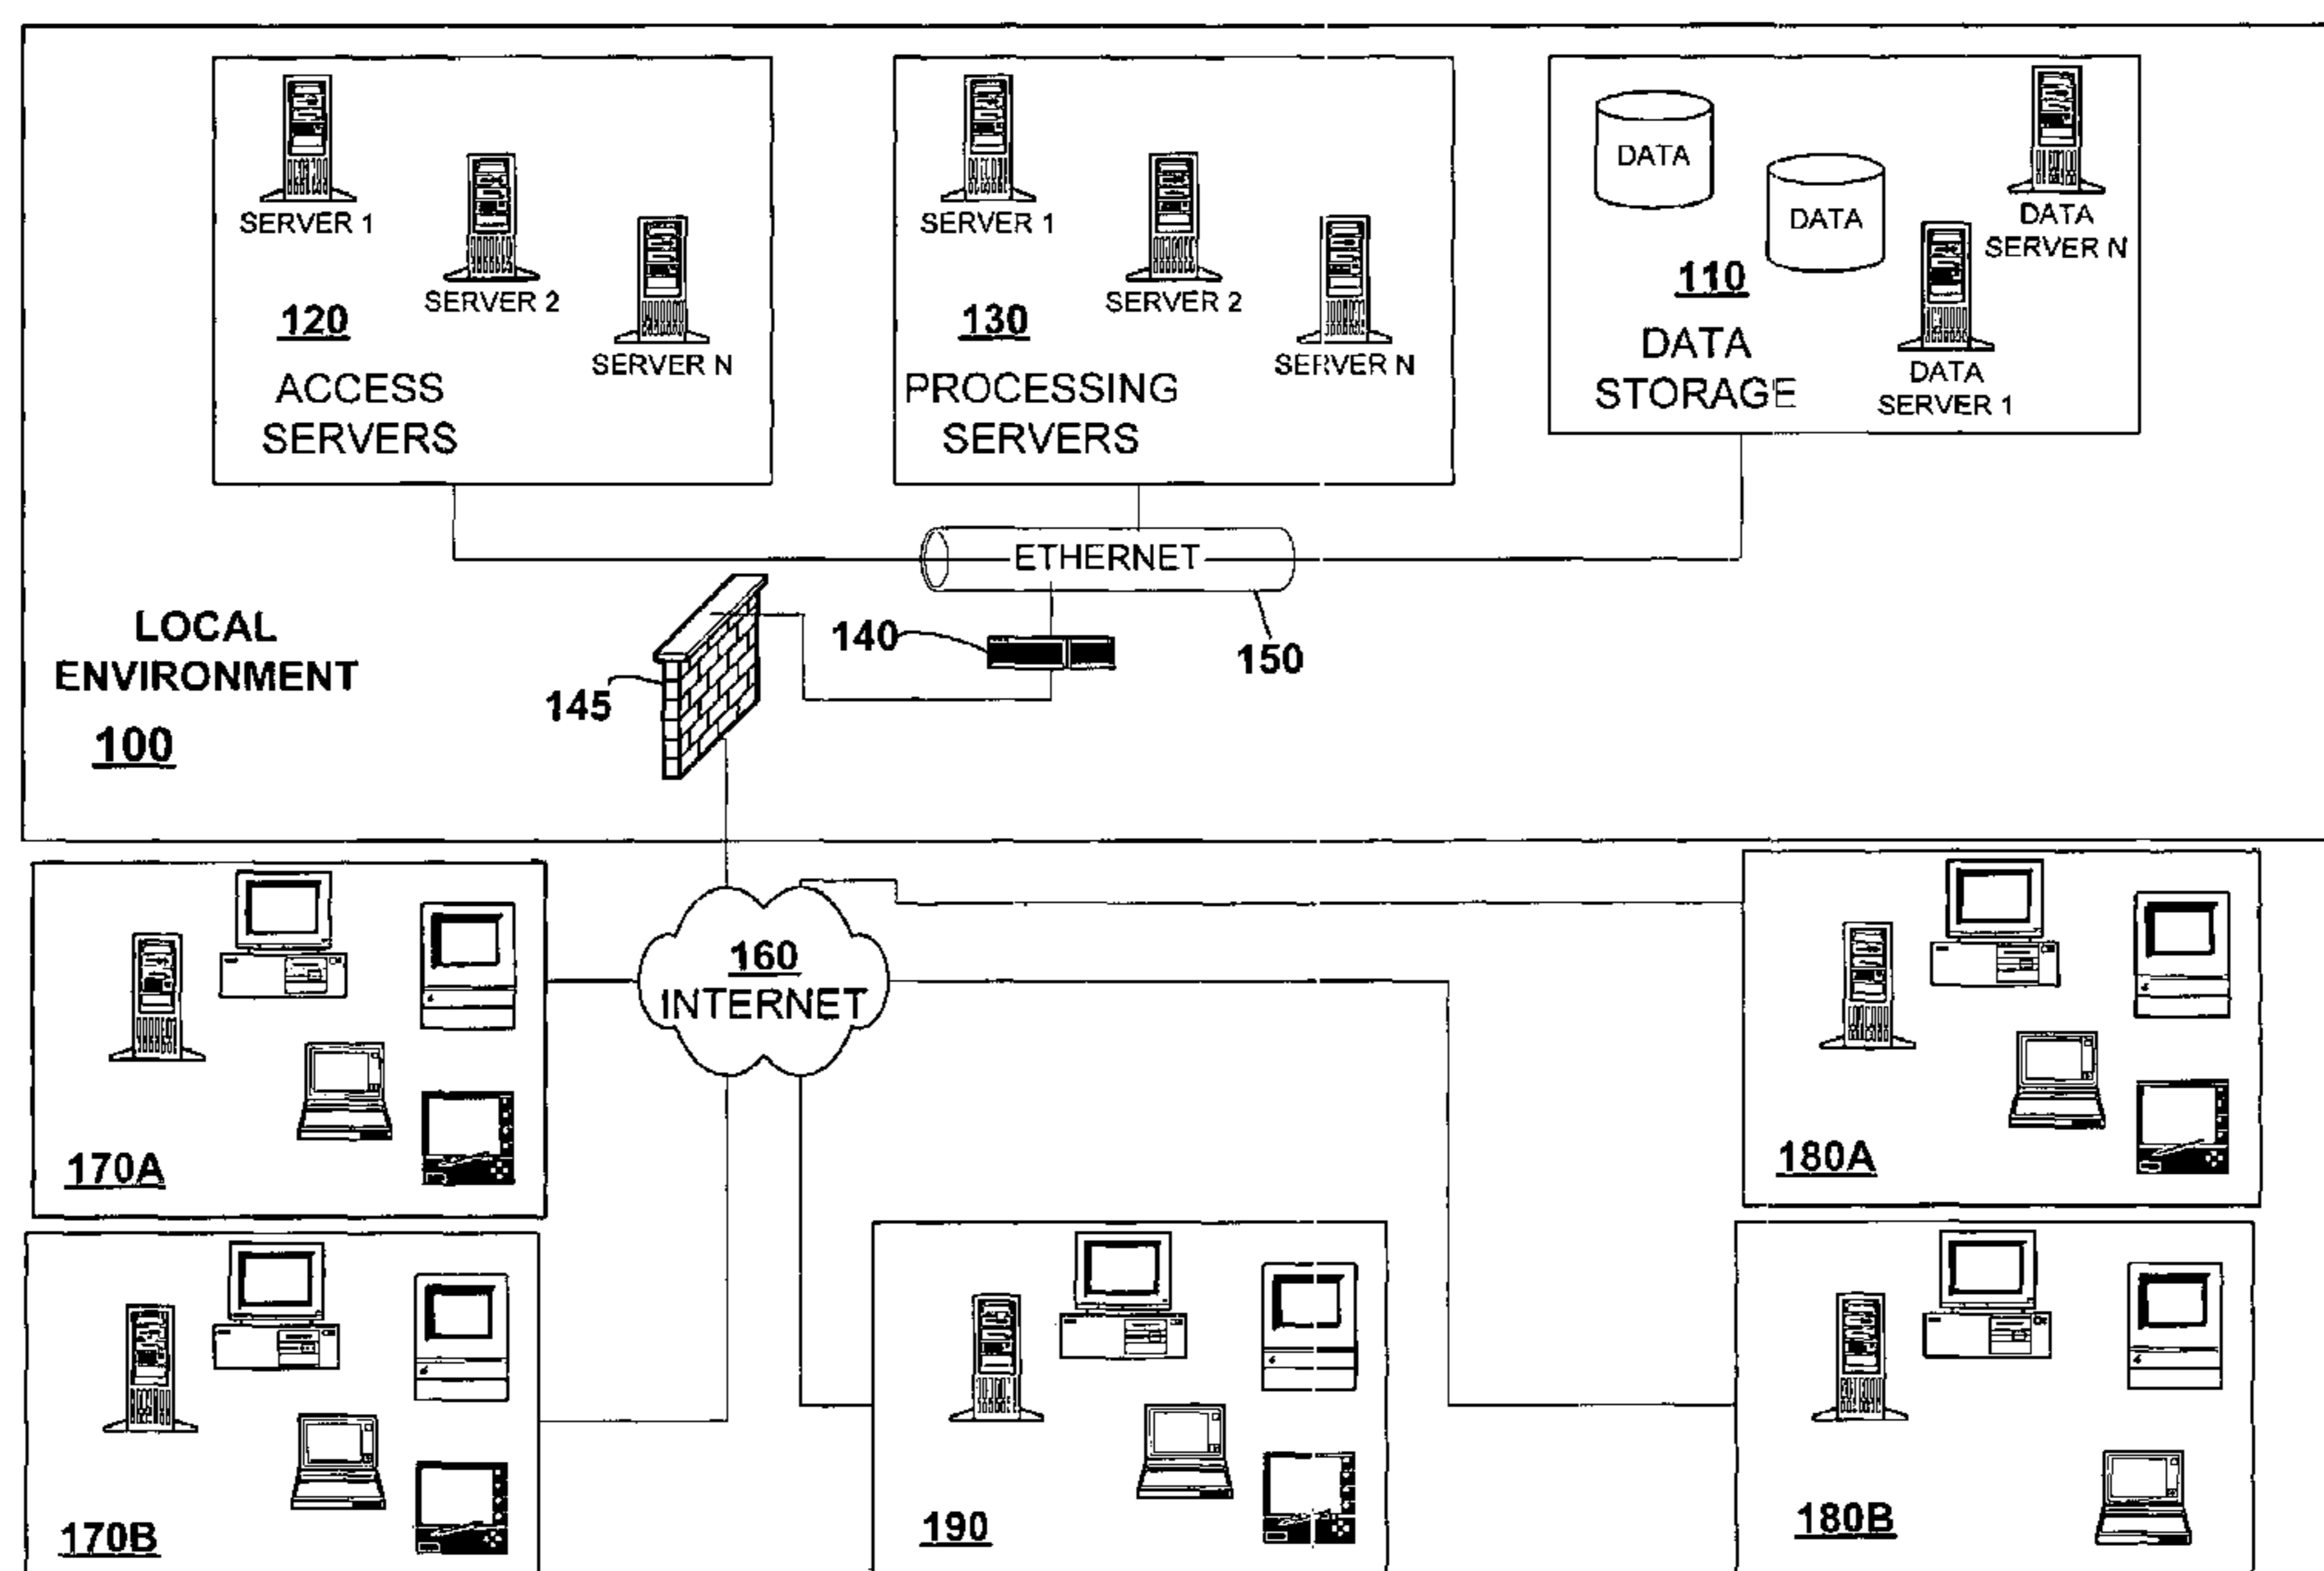 SERVER 1
SERVER 2
SERVER N
120
ACCESS
SERVERS
SERVER 1
SERVER 2
SERVER N
130
PROCESSING
SERVERS
DATA
DATA
DATA
SERVER N
110
DATA
STORAGE
DATA
SERVER 1
ETHERNET
LOCAL
ENVIRONMENT
100
145
140
150
160
INTERNET
170A
180A
170B
190
180B